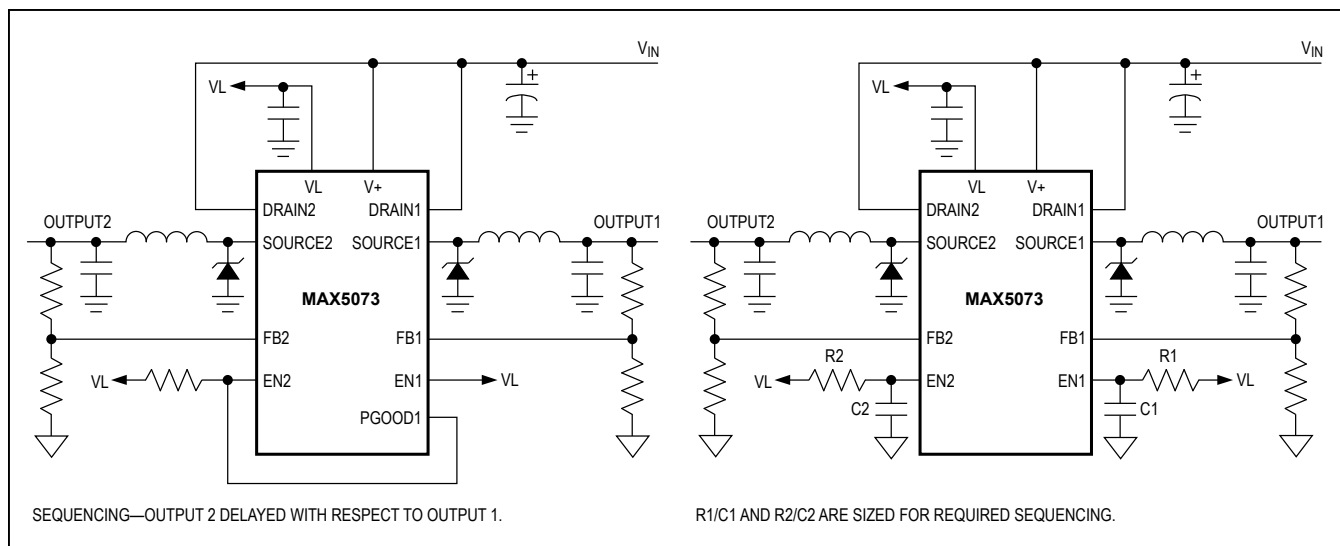 VIN
VL
VL
V+
DRAIN2
DRAIN1
OUTPUT2
OUTPUT1
SOURCE2
SOURCE1
MAX5073
FB2
FB1
VL
EN2
EN1
VL
PGOOD1
SEQUENCING—OUTPUT 2 DELAYED WITH RESPECT TO OUTPUT 1.
VIN
VL
VL
V+
DRAIN2
DRAIN1
OUTPUT2
OUTPUT1
SOURCE2
SOURCE1
MAX5073
FB2
FB1
R2
R1
VL
EN2
EN1
VL
C2
C1
R1/C1 AND R2/C2 ARE SIZED FOR REQUIRED SEQUENCING.